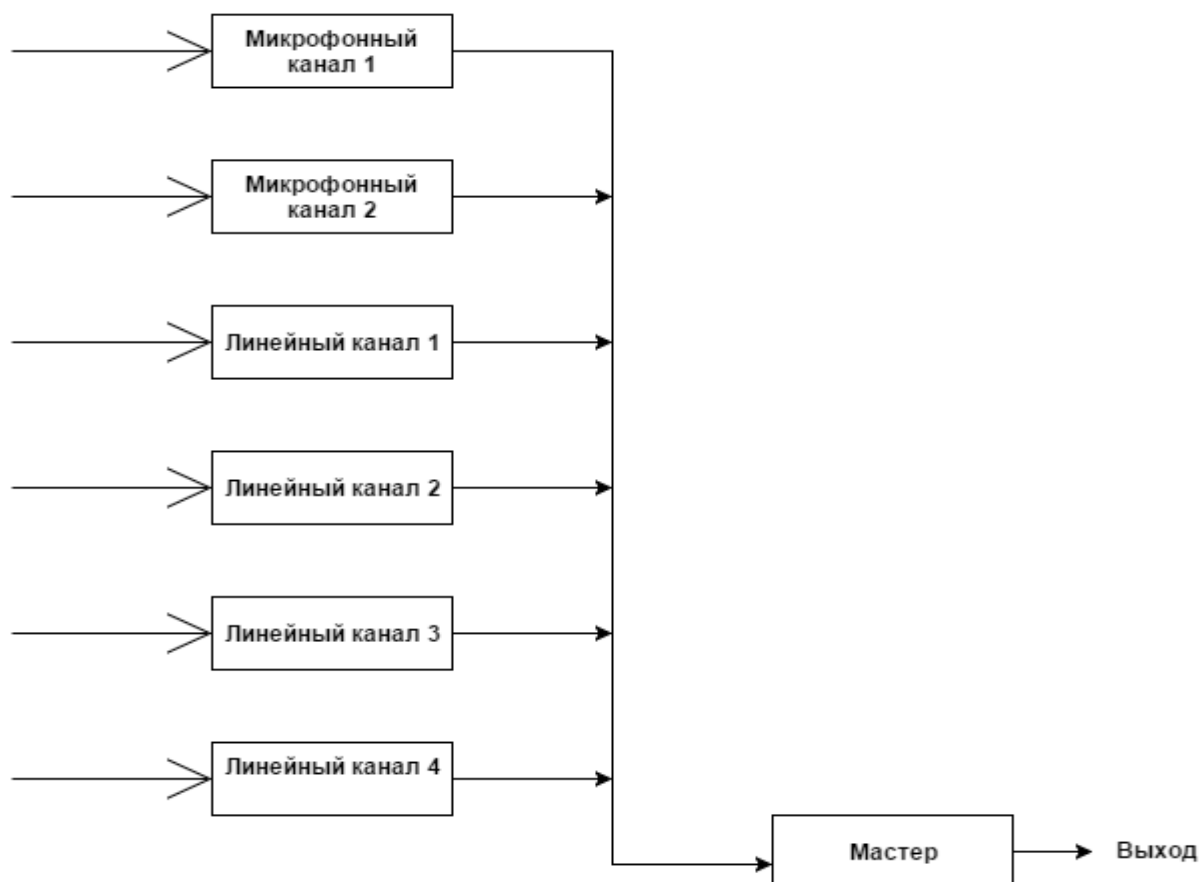 Микрофонный
канал 1
Микрофонный
канал 2
Линейный канал 1
Линейный канал 2
Линейный канал 3
Линейный канал 4
Мастер
Выход